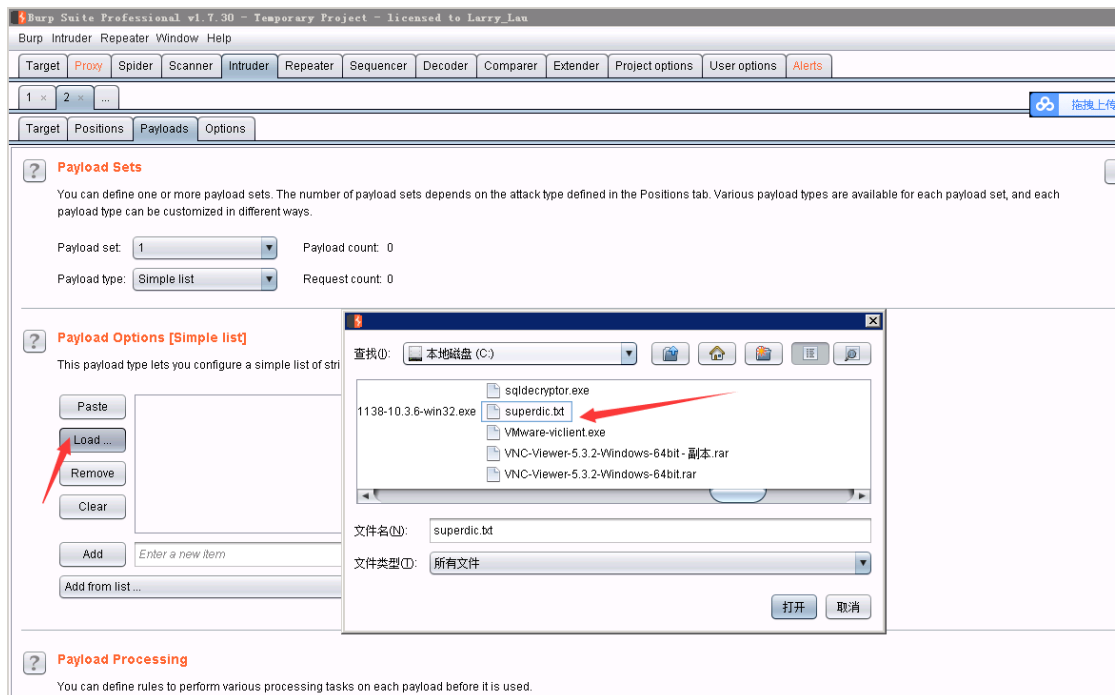 Burp Suite Professional v1.7.30 - Temporary Project - licensed to Larry_Lau
Burp Intruder Repeater Window Help
Target Proxy Spider Scanner Intruder Repeater Sequencer Decoder Comparer Extender Project options User options Alerts
1 × 2 × ...
拖拽上传
Target Positions Payloads Options
? Payload Sets
You can define one or more payload sets. The number of payload sets depends on the attack type defined in the Positions tab. Various payload types are available for each payload set, and each
payload type can be customized in different ways.
Payload set: 1 Payload count: 0
Payload type: Simple list Request count: 0
? Payload Options [Simple list]
This payload type lets you configure a simple list of stri
Paste
Load ...
Remove
Clear
Add Enter a new item
Add from list ...
查找(I): 本地磁盘 (C:)
sqldecryptor.exe
1138-10.3.6-win32.exe superdic.txt
VMware-viclient.exe
VNC-Viewer-5.3.2-Windows-64bit - 副本.rar
VNC-Viewer-5.3.2-Windows-64bit.rar
文件名(N): superdic.txt
文件类型(T): 所有文件
打开 取消
? Payload Processing
You can define rules to perform various processing tasks on each payload before it is used.